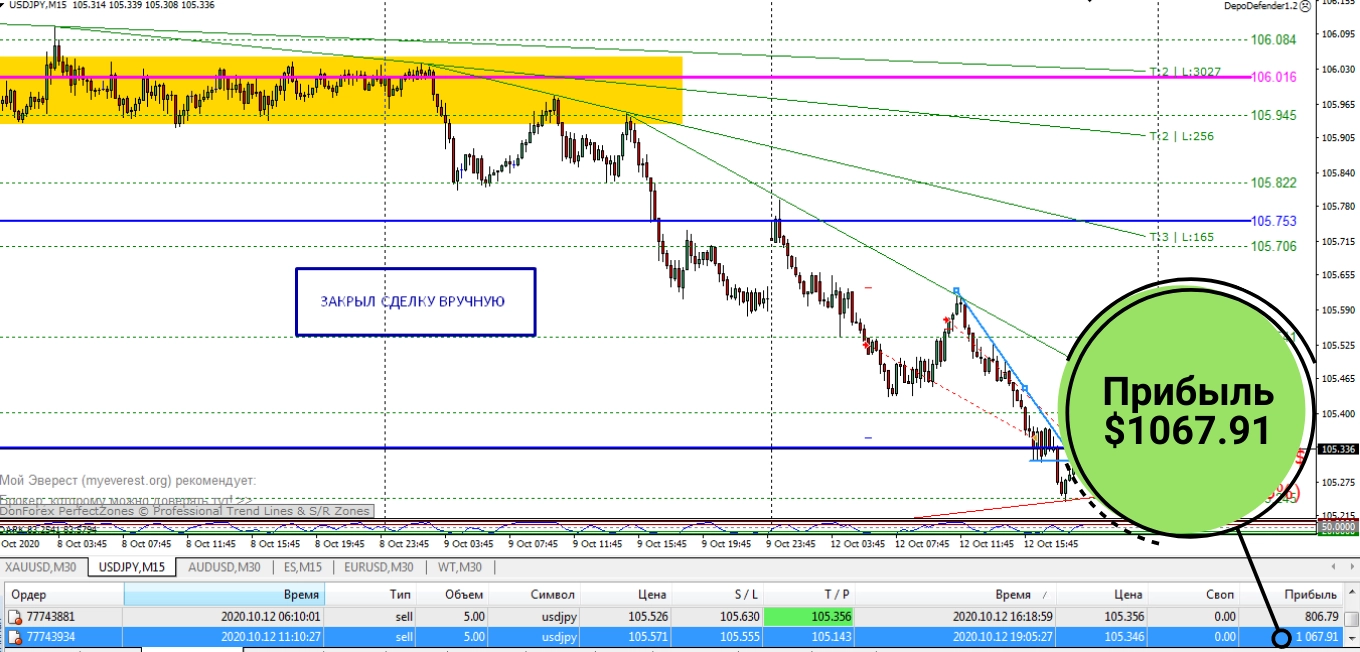 USDJPY,M15 105.314 105.339 105.308 105.336
DepoDefender1.2
106.155
106.095
106.084
106.030
T:2 | L:3027
106.016
105.965
105.945
105.905
T:2 | L:256
105.840
105.822
105.780
105.753
T:3 | L:165
105.715
105.706
105.655
105.590
105.525
105.465
105.400
105.336
105.275
105.215
50.0000
ЗАКРЫЛ СДЕЛКУ ВРУЧНУЮ
Прибыль
$1067.91
Мой Эверест (myeverest.org) рекомендует:
Брокер, которому можно доверять тут! >>
DonForex PerfectZones © Professional Trend Lines & S/R Zones
Oct 2020 8 Oct 03:45 8 Oct 07:45 8 Oct 11:45 8 Oct 15:45 8 Oct 19:45 8 Oct 23:45 9 Oct 03:45 9 Oct 07:45 9 Oct 11:45 9 Oct 15:45 9 Oct 19:45 9 Oct 23:45 12 Oct 03:45 12 Oct 07:45 12 Oct 11:45 12 Oct 15:45
XAUUSD,M30 USDJPY,M15 AUDUSD,M30 ES,M15 EURUSD,M30 WT,M30
Ордер Время Тип Объем Символ Цена S / L T / P Время / Цена Своп Прибыль
77743881 2020.10.12 06:10:01 sell 5.00 usdjpy 105.526 105.630 105.356 2020.10.12 16:18:59 105.356 0.00 806.79
77743934 2020.10.12 11:10:27 sell 5.00 usdjpy 105.571 105.555 105.143 2020.10.12 19:05:27 105.346 0.00 1 067.91